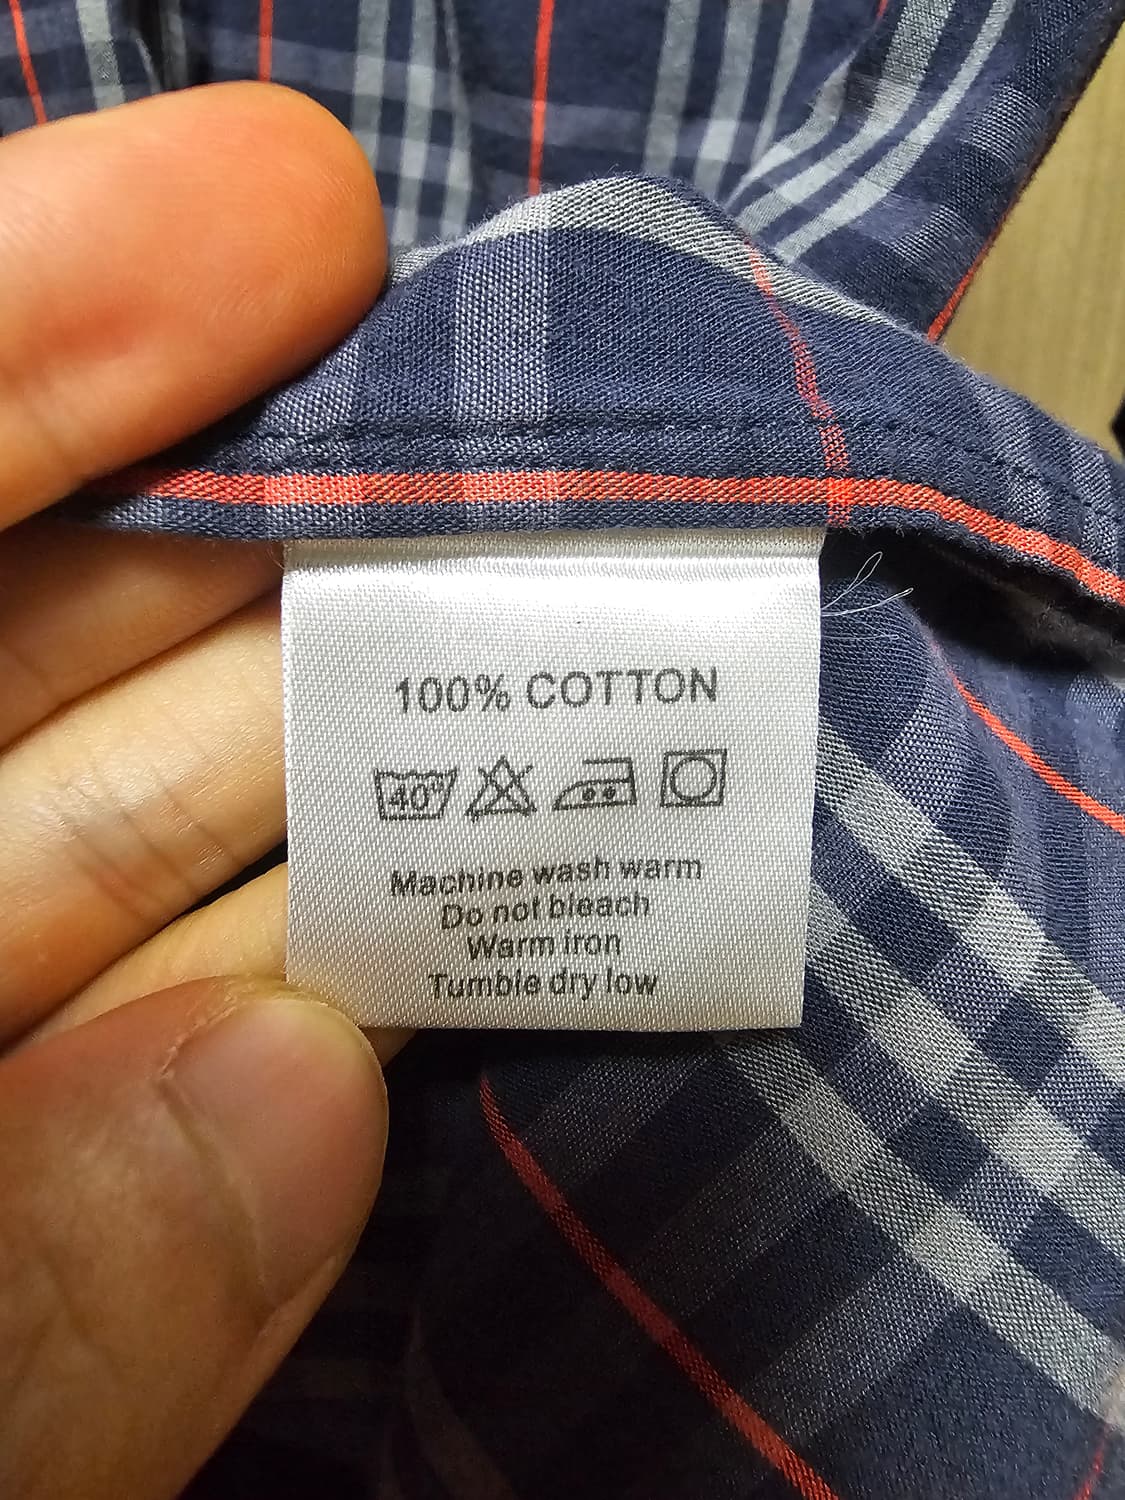 100% COTTON
40°
Machine wash warm
Do not bleach
Warm iron
Tumble dry low